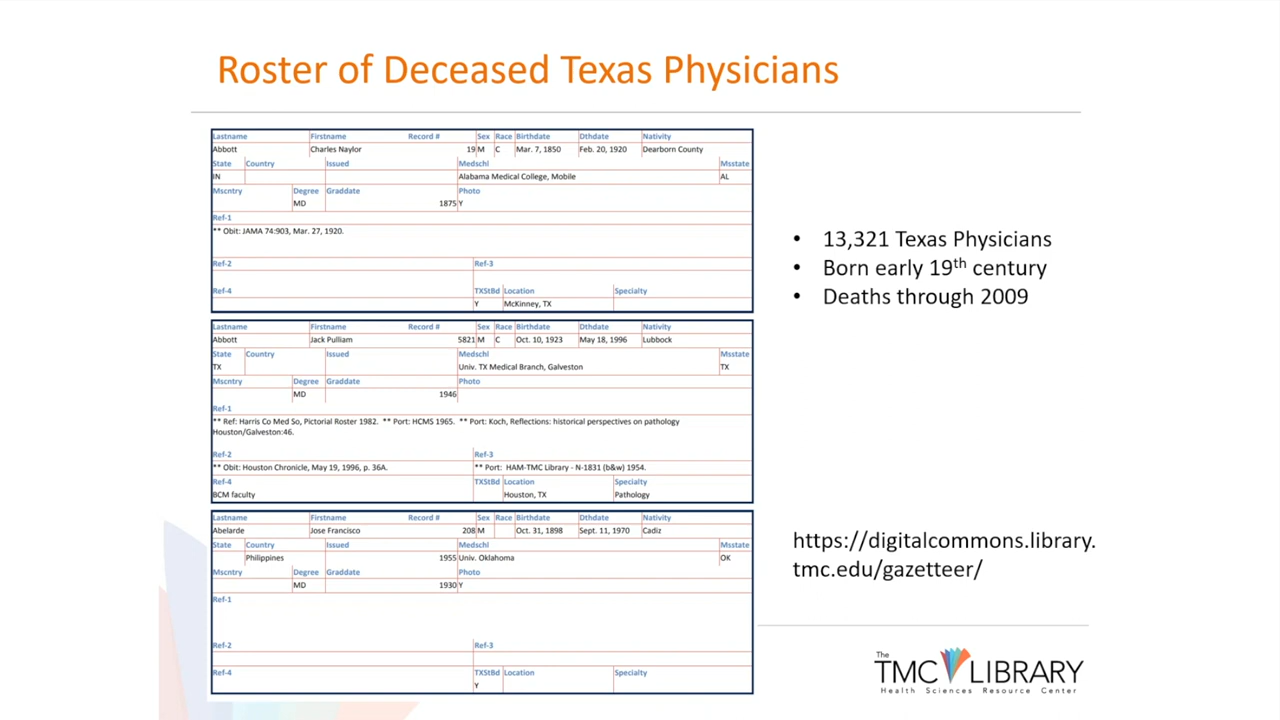 Roster of Deceased Texas Physicians
Lastname Firstname Record # Sex Race Birthdate Dthdate Nativity
Abbott Charles Naylor 19 M C Mar. 7, 1850 Feb. 20, 1920 Dearborn County
State Country Issued Medschl Msstate
IN Alabama Medical College, Mobile AL
Mscntry Degree Graddate Photo
MD 1875 Y
Ref-1
** Obit: JAMA 74:903, Mar. 27, 1920.
Ref-2 Ref-3
Ref-4 TXStBd Location Specialty
Y McKinney, TX
Lastname Firstname Record # Sex Race Birthdate Dthdate Nativity
Abbott Jack Pulliam 5821 M C Oct. 10, 1923 May 18, 1996 Lubbock
State Country Issued Medschl Msstate
TX Univ. TX Medical Branch, Galveston TX
Mscntry Degree Graddate Photo
MD 1946
Ref-1
** Ref: Harris Co Med So, Pictorial Roster 1982. ** Port: HCMS 1965. ** Port: Koch, Reflections: historical perspectives on pathology
Houston/Galveston:46.
Ref-2 Ref-3
** Obit: Houston Chronicle, May 19, 1996, p. 36A. ** Port: HAM-TMC Library - N-1831 (b&w) 1954.
Ref-4 TXStBd Location Specialty
BCM faculty Houston, TX Pathology
Lastname Firstname Record # Sex Race Birthdate Dthdate Nativity
Abelarde Jose Francisco 208 M Oct. 31, 1898 Sept. 11, 1970 Cadiz
State Country Issued Medschl Msstate
Philippines 1955 Univ. Oklahoma OK
Mscntry Degree Graddate Photo
MD 1930 Y
Ref-1
Ref-2 Ref-3
Ref-4 TXStBd Location Specialty
Y
• 13,321 Texas Physicians
• Born early 19th century
• Deaths through 2009
https://digitalcommons.library.
tmc.edu/gazetteer/
The
TMC LIBRARY
Health Sciences Resource Center